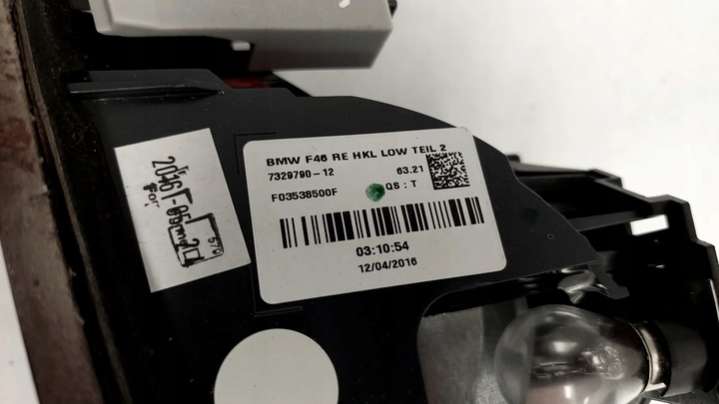 BMW F46 RE HKL LOW TEIL 2
7329790-12 63.21
F03538500F QS : T
03:10:54
12/04/2016